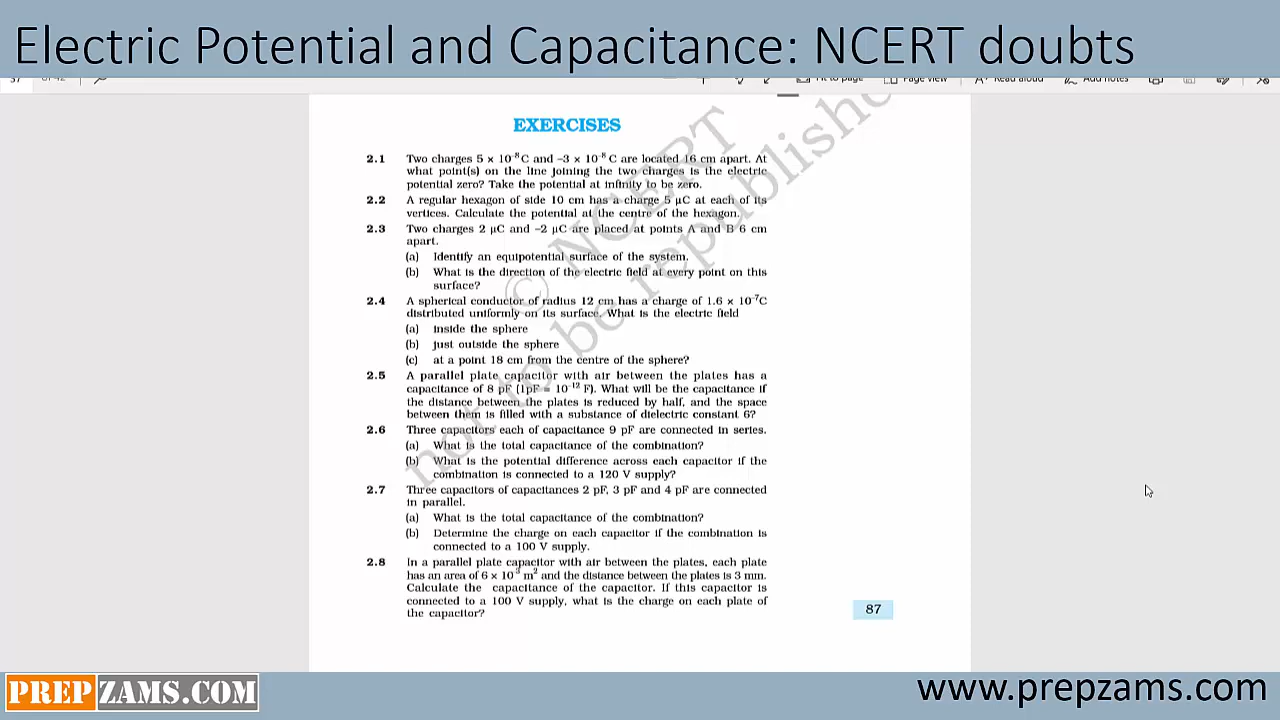 Electric Potential and Capacitance: NCERT doubts
Fit to page Page view Read aloud Add notes
EXERCISES
2.1 Two charges 5 × 10⁻⁸ C and –3 × 10⁻⁸ C are located 16 cm apart. At
what point(s) on the line joining the two charges is the electric
potential zero? Take the potential at infinity to be zero.
2.2 A regular hexagon of side 10 cm has a charge 5 µC at each of its
vertices. Calculate the potential at the centre of the hexagon.
2.3 Two charges 2 µC and –2 µC are placed at points A and B 6 cm
apart.
(a) Identify an equipotential surface of the system.
(b) What is the direction of the electric field at every point on this
surface?
2.4 A spherical conductor of radius 12 cm has a charge of 1.6 × 10⁻⁷C
distributed uniformly on its surface. What is the electric field
(a) inside the sphere
(b) just outside the sphere
(c) at a point 18 cm from the centre of the sphere?
2.5 A parallel plate capacitor with air between the plates has a
capacitance of 8 pF (1pF = 10⁻¹² F). What will be the capacitance if
the distance between the plates is reduced by half, and the space
between them is filled with a substance of dielectric constant 6?
2.6 Three capacitors each of capacitance 9 pF are connected in series.
(a) What is the total capacitance of the combination?
(b) What is the potential difference across each capacitor if the
combination is connected to a 120 V supply?
2.7 Three capacitors of capacitances 2 pF, 3 pF and 4 pF are connected
in parallel.
(a) What is the total capacitance of the combination?
(b) Determine the charge on each capacitor if the combination is
connected to a 100 V supply.
2.8 In a parallel plate capacitor with air between the plates, each plate
has an area of 6 × 10⁻³ m² and the distance between the plates is 3 mm.
Calculate the capacitance of the capacitor. If this capacitor is
connected to a 100 V supply, what is the charge on each plate of
the capacitor?
87
© NCERT
not to be republishe
PREPZAMS.COM
www.prepzams.com